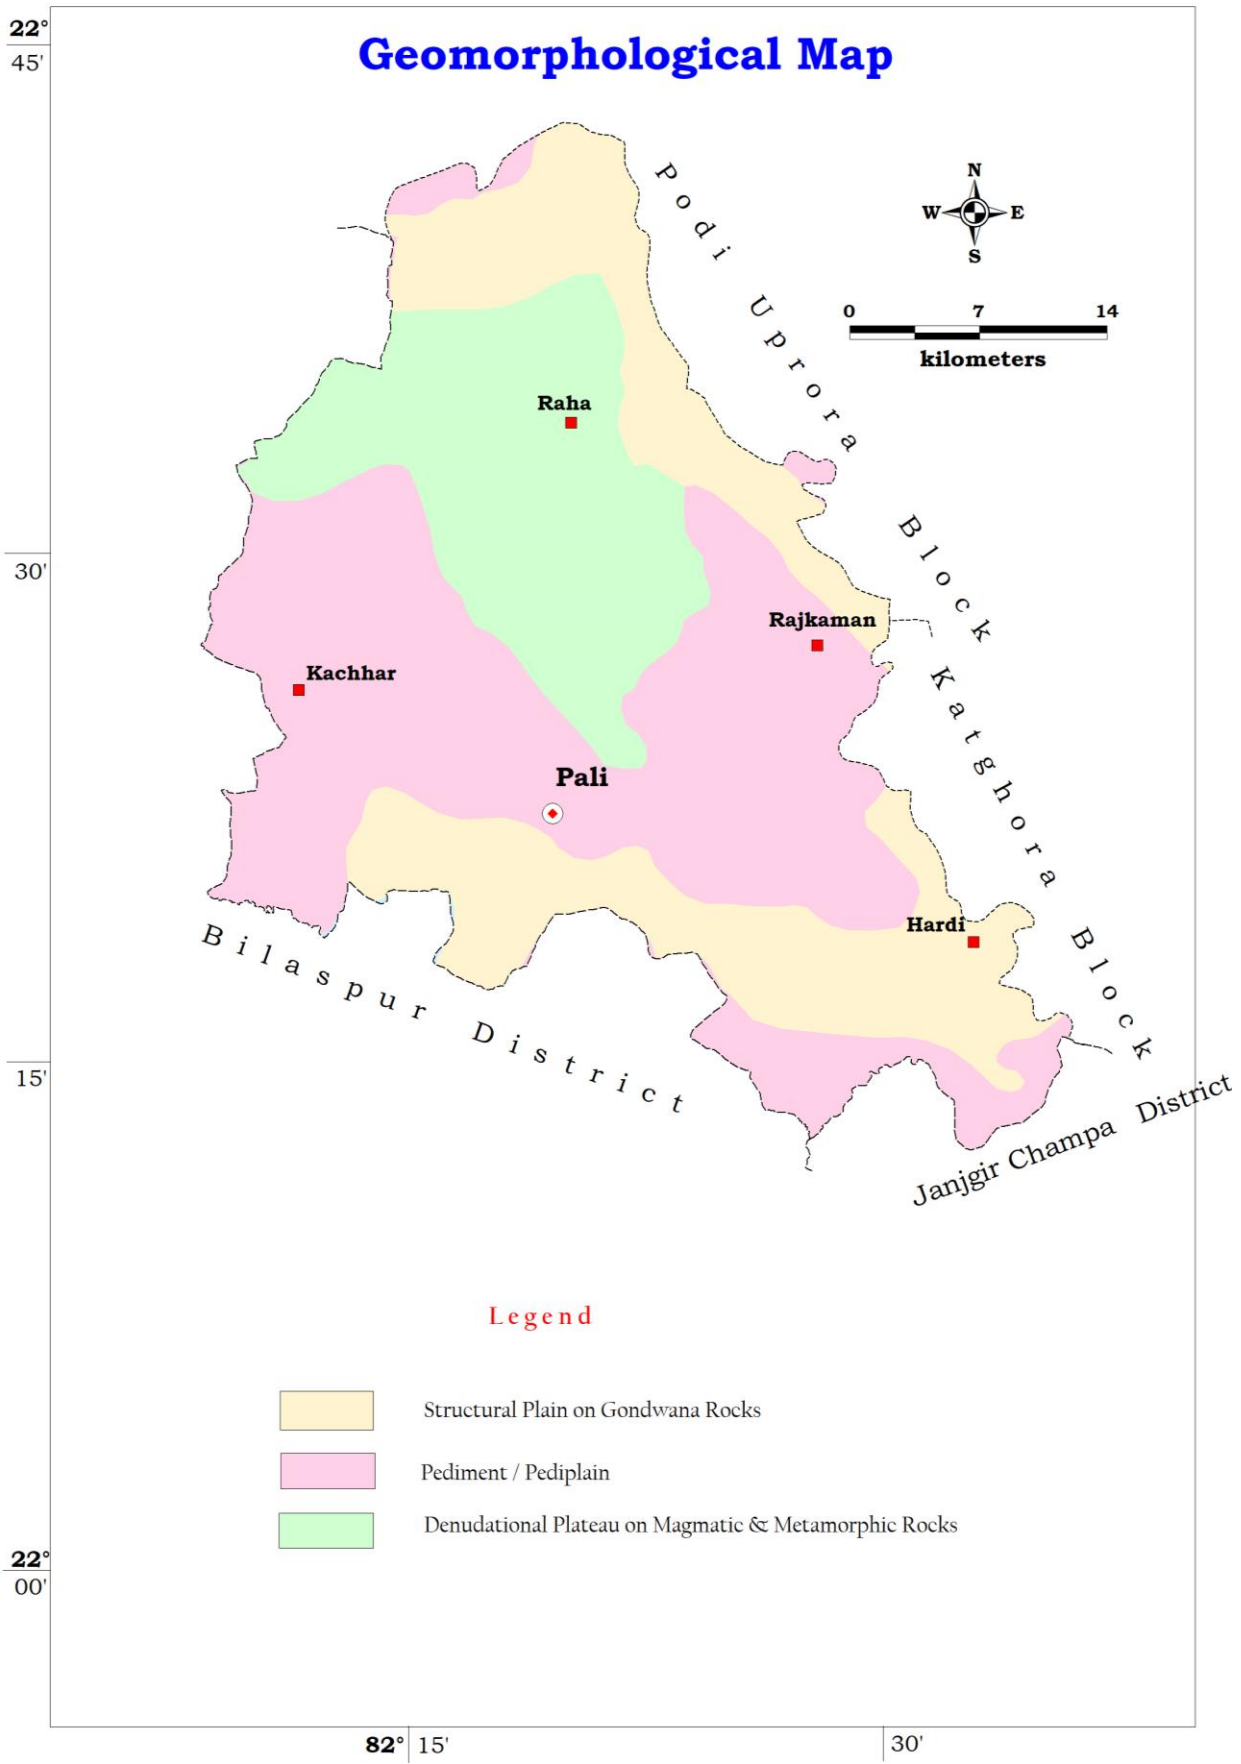 22°
45'
Geomorphological Map
N
W E
S
Podi Uprora Block
0 7 14
kilometers
Raha
30'
Rajkaman
Kachhar
Katghora Block
Pali
Hardi
Bilaspur District
15'
Janjgir Champa District
Legend
Structural Plain on Gondwana Rocks
Pediment / Pediplain
Denudational Plateau on Magmatic & Metamorphic Rocks
22°
00'
82° 15' 30'